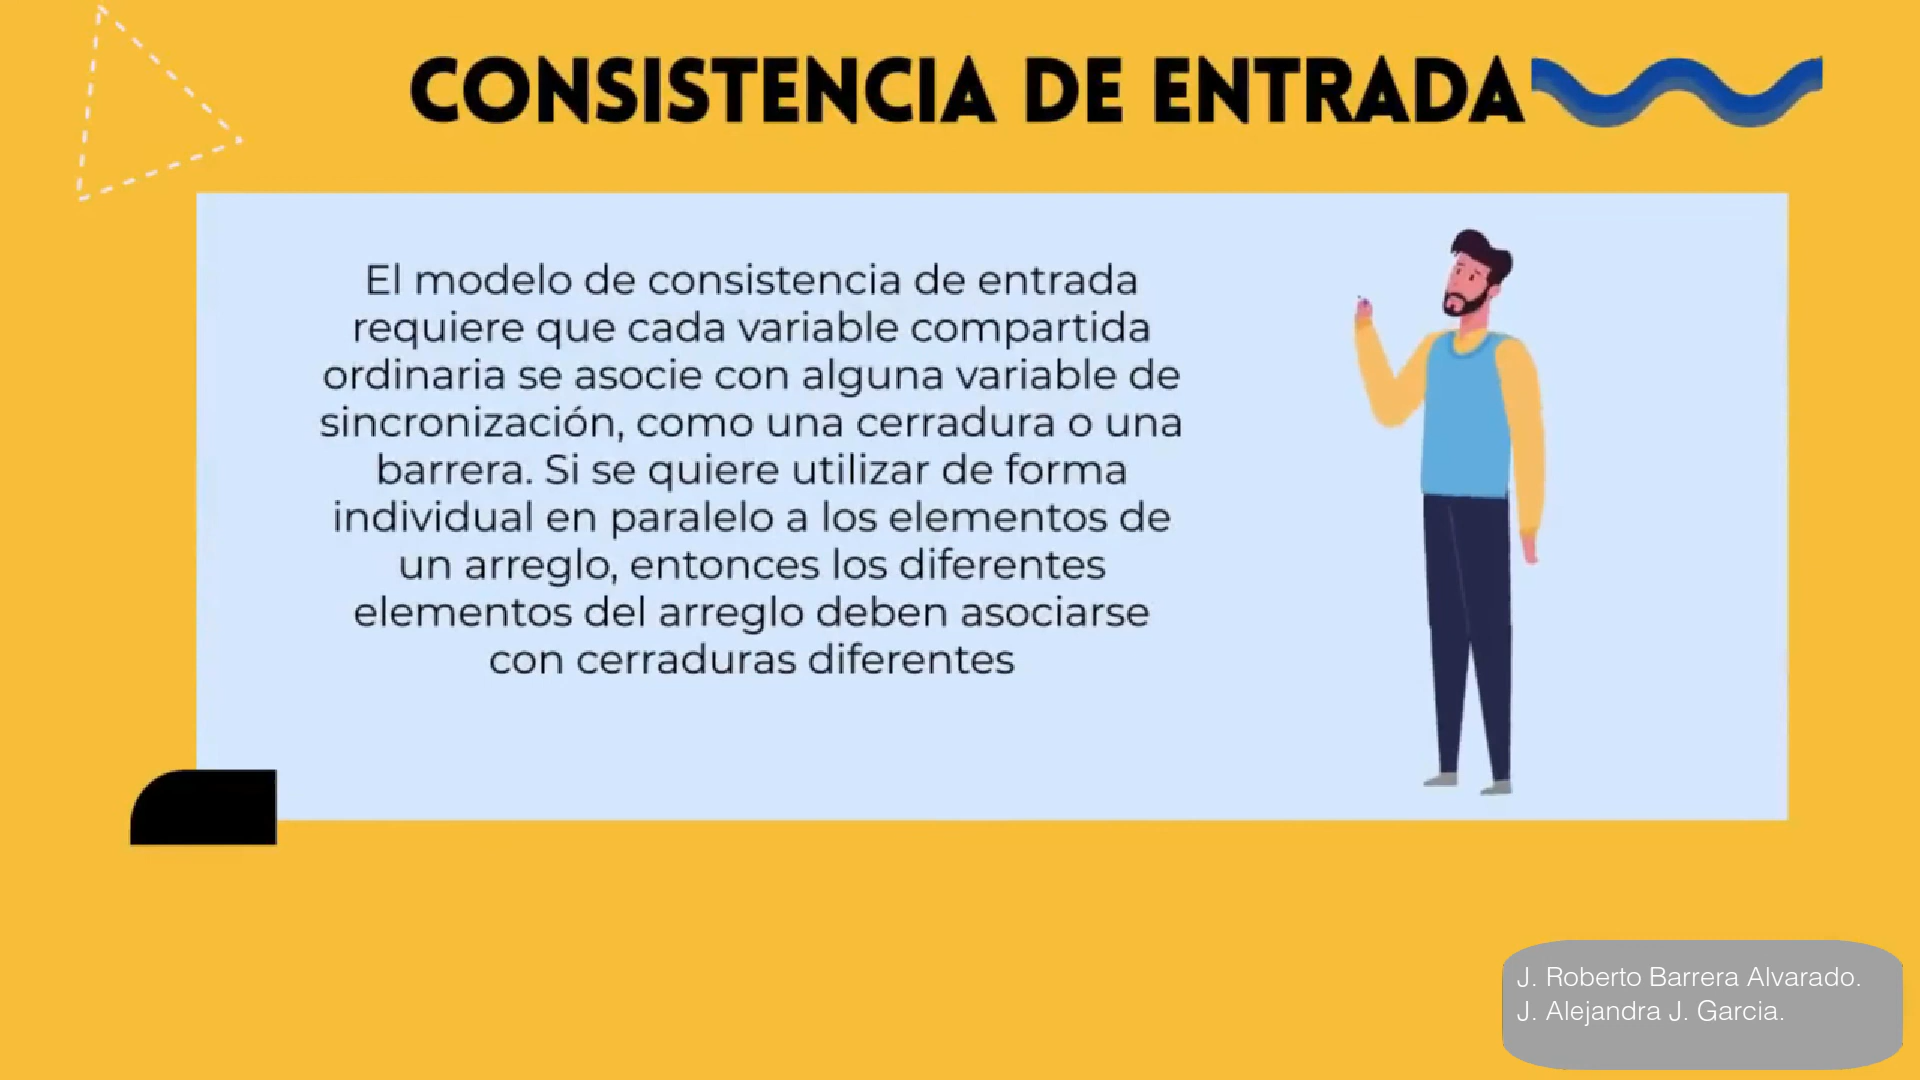 CONSISTENCIA DE ENTRADA
El modelo de consistencia de entrada
requiere que cada variable compartida
ordinaria se asocie con alguna variable de
sincronización, como una cerradura o una
barrera. Si se quiere utilizar de forma
individual en paralelo a los elementos de
un arreglo, entonces los diferentes
elementos del arreglo deben asociarse
con cerraduras diferentes
J. Roberto Barrera Alvarado.
J. Alejandra J. Garcia.